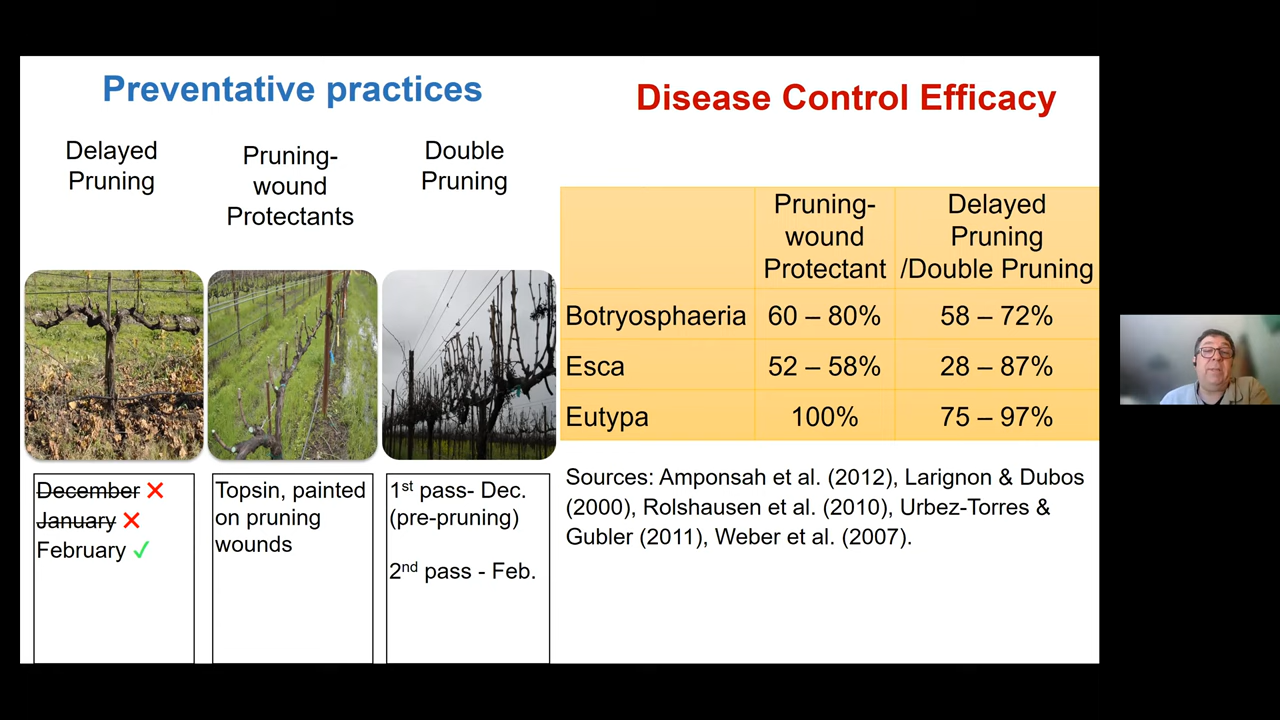 Preventative practices
Delayed
Pruning
Pruning-
wound
Protectants
Double
Pruning
December ✕
January ✕
February ✓
Topsin, painted
on pruning
wounds
1st pass- Dec.
(pre-pruning)
2nd pass - Feb.
Disease Control Efficacy
Pruning-
wound
Protectant
Delayed
Pruning
/Double Pruning
Botryosphaeria 60 – 80% 58 – 72%
Esca 52 – 58% 28 – 87%
Eutypa 100% 75 – 97%
Sources: Amponsah et al. (2012), Larignon & Dubos
(2000), Rolshausen et al. (2010), Urbez-Torres &
Gubler (2011), Weber et al. (2007).